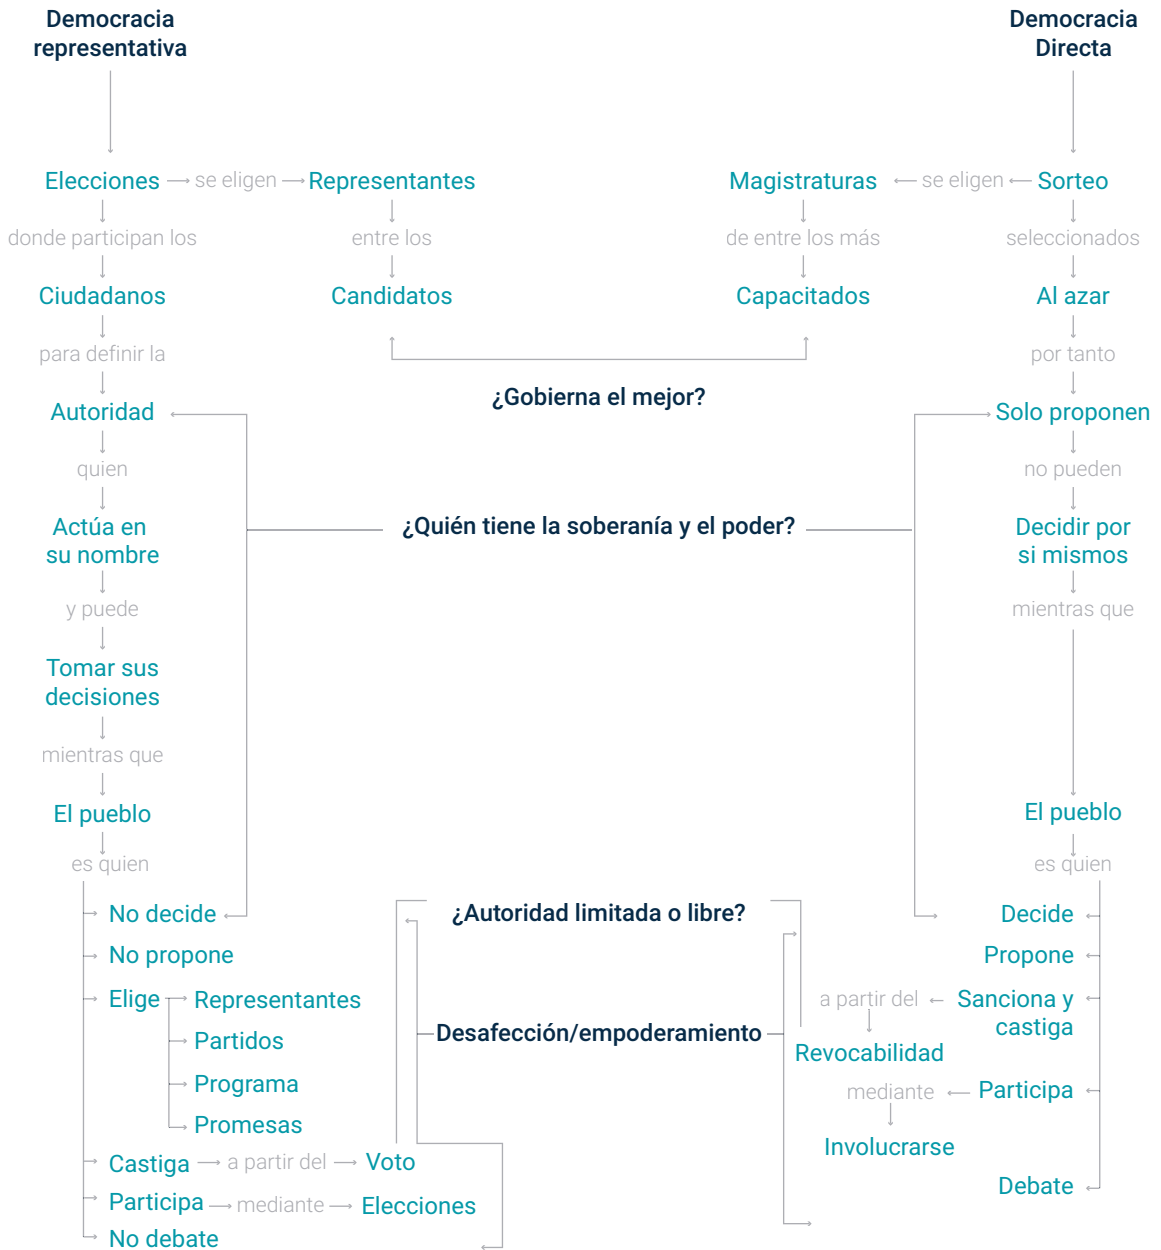 Democracia
representativa
Democracia
Directa
Elecciones se eligen Representantes
Magistraturas se eligen Sorteo
donde participan los
entre los
de entre los más
seleccionados
Ciudadanos
Candidatos
Capacitados
Al azar
para definir la
por tanto
¿Gobierna el mejor?
Autoridad
Solo proponen
quien
no pueden
Actúa en
su nombre
¿Quién tiene la soberanía y el poder?
Decidir por
si mismos
y puede
mientras que
Tomar sus
decisiones
mientras que
El pueblo
El pueblo
es quien
es quien
No decide
¿Autoridad limitada o libre?
Decide
No propone
Propone
Elige Representantes
a partir del Sanciona y
castiga
Partidos
Desafección/empoderamiento
Revocabilidad
Programa
mediante Participa
Promesas
Involucrarse
Castiga a partir del Voto
Debate
Participa mediante Elecciones
No debate